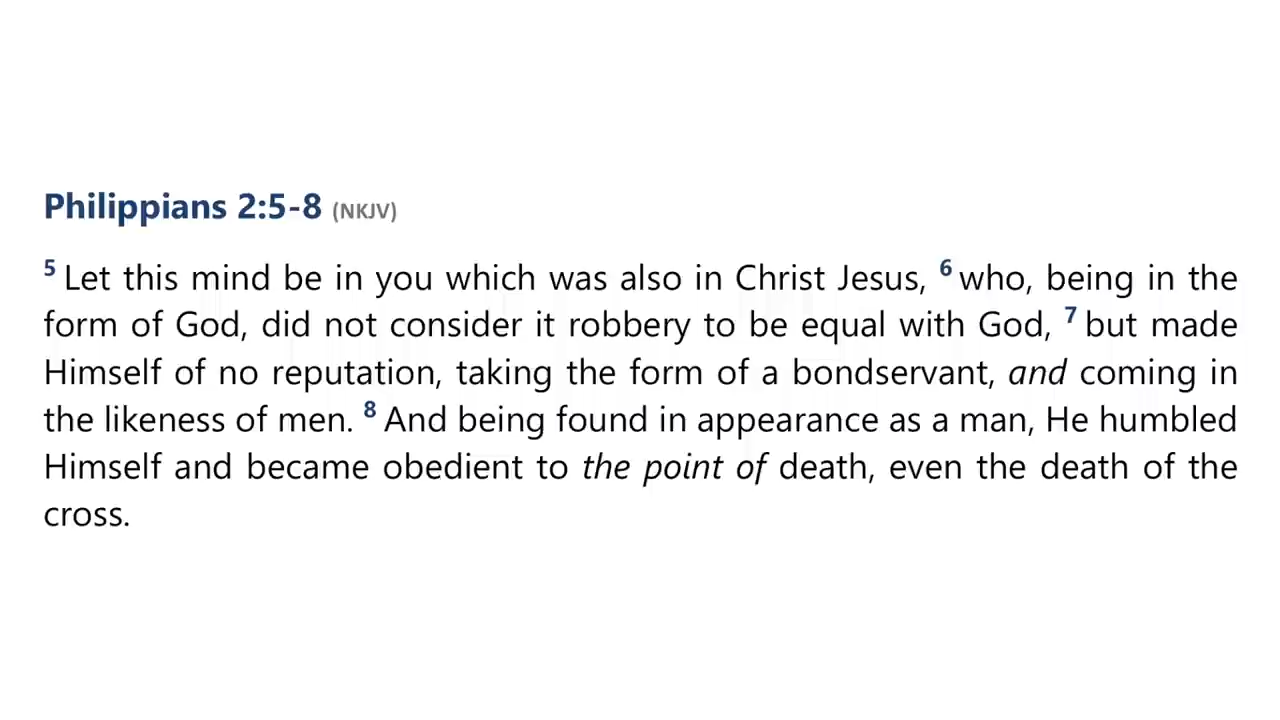 Philippians 2:5-8 (NKJV)
5 Let this mind be in you which was also in Christ Jesus, 6 who, being in the
form of God, did not consider it robbery to be equal with God, 7 but made
Himself of no reputation, taking the form of a bondservant, and coming in
the likeness of men. 8 And being found in appearance as a man, He humbled
Himself and became obedient to the point of death, even the death of the
cross.